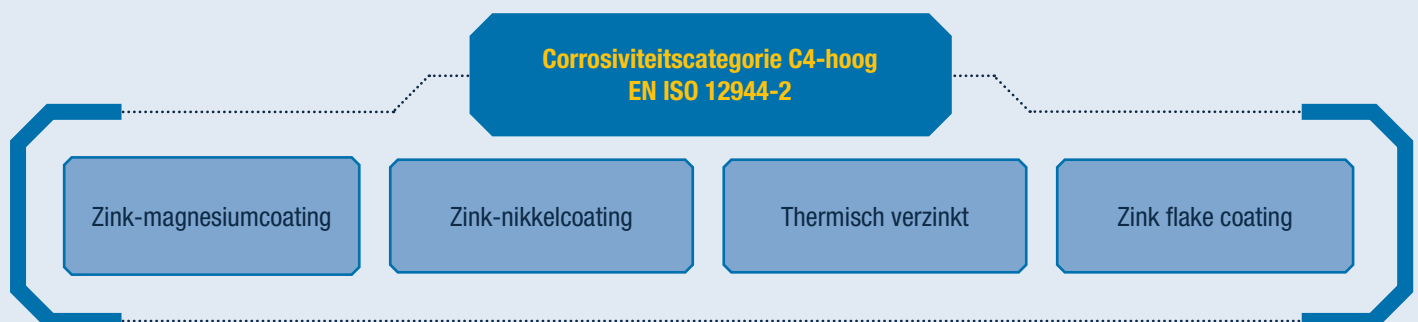 Corrosiviteitscategorie C4-hoog
EN ISO 12944-2
Zink-magnesiumcoating
Zink-nikkelcoating
Thermisch verzinkt
Zink flake coating